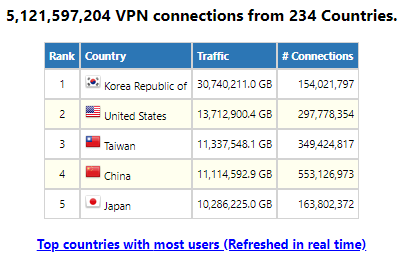 5,121,597,204 VPN connections from 234 Countries.
Rank Country Traffic # Connections
1 Korea Republic of 30,740,211.0 GB 154,021,797
2 United States 13,712,900.4 GB 297,778,354
3 Taiwan 11,337,548.1 GB 349,424,817
4 China 11,114,592.9 GB 553,126,973
5 Japan 10,286,225.0 GB 163,802,372
Top countries with most users (Refreshed in real time)